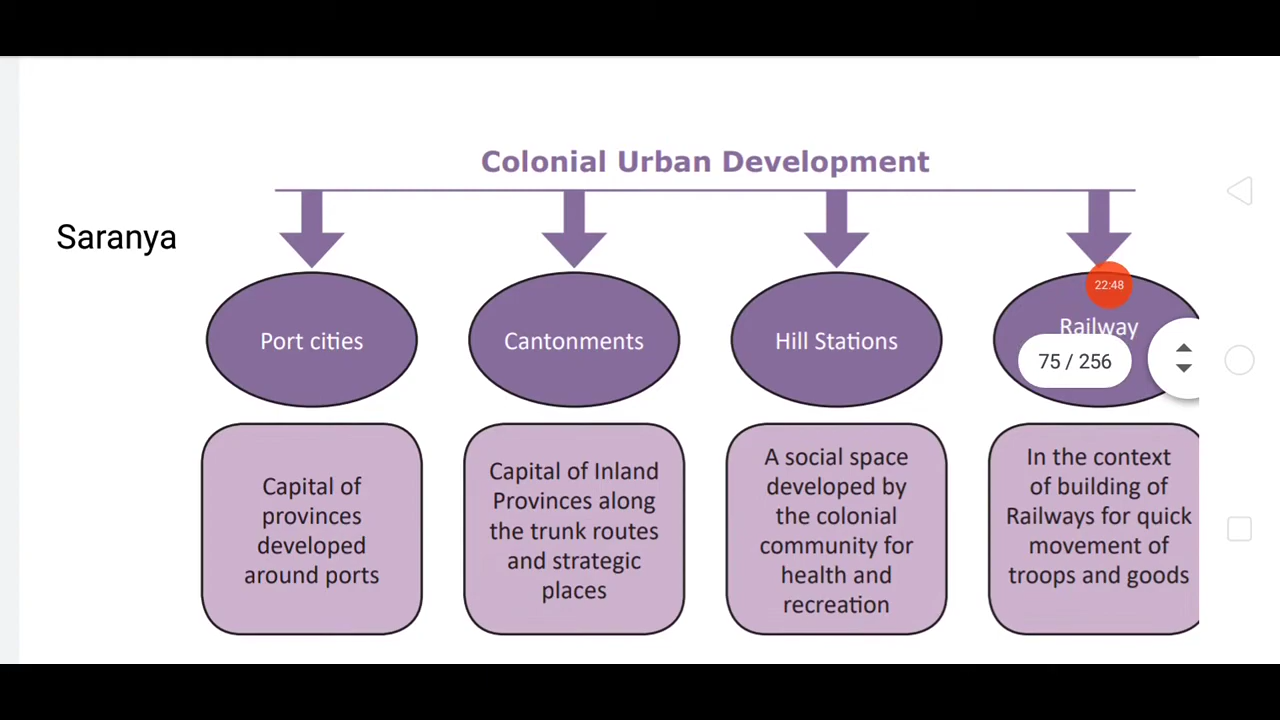 Colonial Urban Development
Saranya
Port cities
Cantonments
Hill Stations
Railway
22:48
75 / 256
Capital of
provinces
developed
around ports
Capital of Inland
Provinces along
the trunk routes
and strategic
places
A social space
developed by
the colonial
community for
health and
recreation
In the context
of building of
Railways for quick
movement of
troops and goods